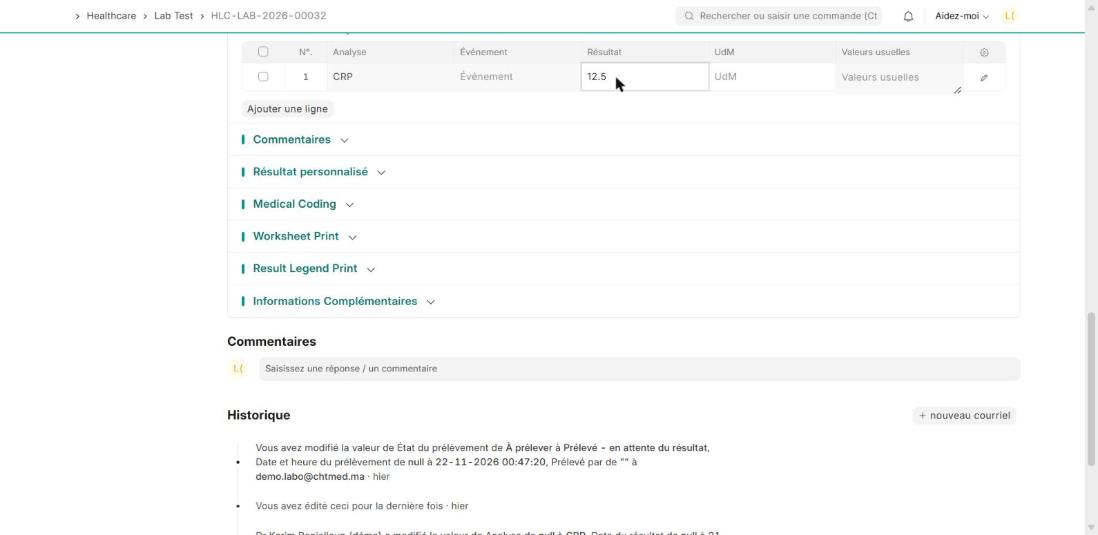 Healthcare > Lab Test > HLC-LAB-2026-00032
Rechercher ou saisir une commande (Ct
Aidez-moi
L(
N°. Analyse Événement Résultat UdM Valeurs usuelles
1 CRP Événement 12.5 UdM Valeurs usuelles
Ajouter une ligne
Commentaires
Résultat personnalisé
Medical Coding
Worksheet Print
Result Legend Print
Informations Complémentaires
Commentaires
L( Saisissez une réponse / un commentaire
Historique
+ nouveau courriel
Vous avez modifié la valeur de État du prélèvement de À prélever à Prélevé - en attente du résultat,
Date et heure du prélèvement de null à 22-11-2026 00:47:20, Prélevé par de "" à
demo.labo@chtmed.ma · hier
Vous avez édité ceci pour la dernière fois · hier